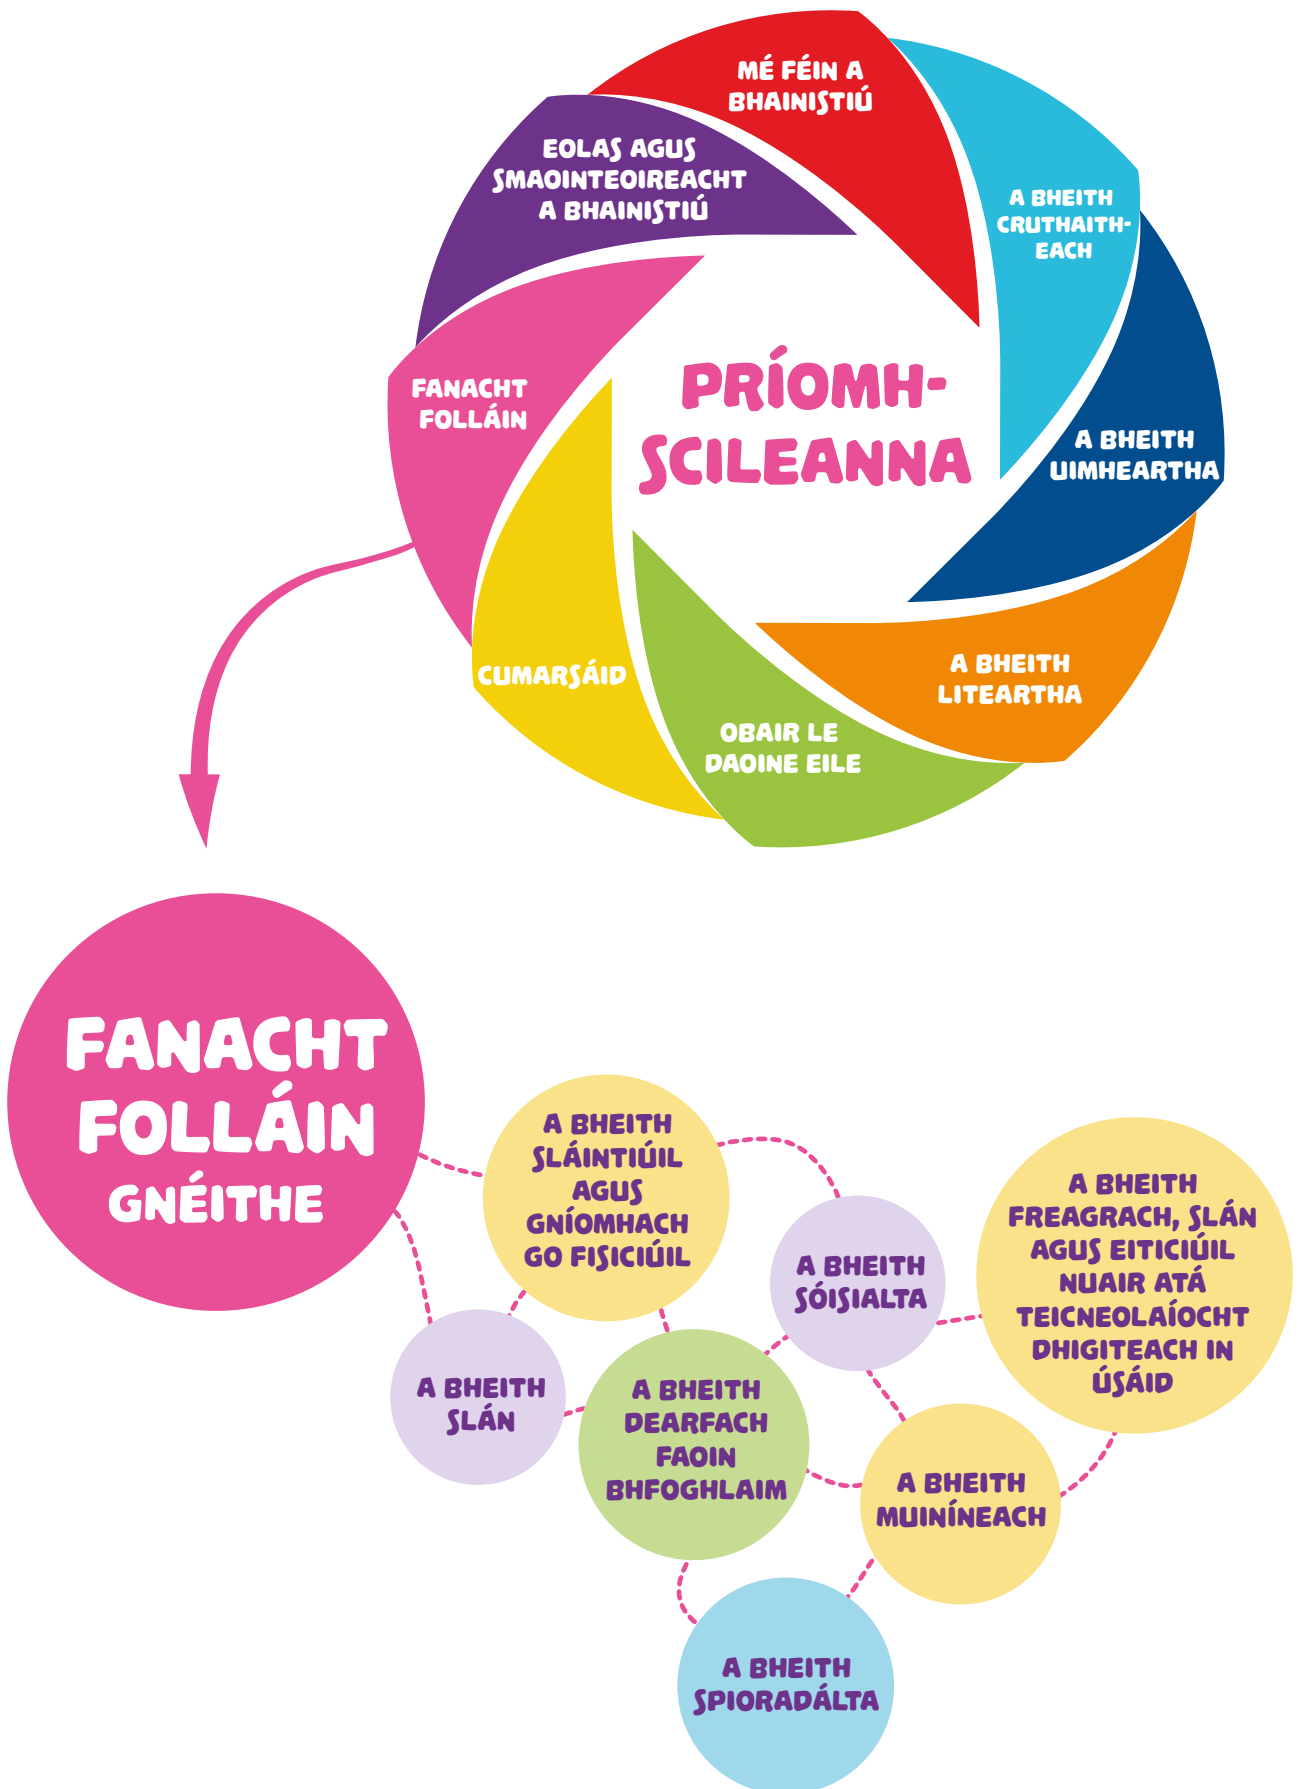 MÉ FÉIN A
BHAINISTIÚ
EOLAS AGUS
SMAOINTEOIREACHT
A BHAINISTIÚ
A BHEITH
CRUTHAITH-
EACH
FANACHT
FOLLÁIN
PRÍOMH-
SCILEANNA
A BHEITH
UIMHEARTHA
CUMARSÁID
A BHEITH
LITEARTHA
OBAIR LE
DAOINE EILE
FANACHT
FOLLÁIN
GNÉITHE
A BHEITH
SLÁINTIÚIL
AGUS
GNÍOMHACH
GO FISICIÚIL
A BHEITH
SÓISIALTA
A BHEITH
FREAGRACH, SLÁN
AGUS EITICIÚIL
NUAIR ATÁ
TEICNEOLAÍOCHT
DHIGITEACH IN
ÚSÁID
A BHEITH
SLÁN
A BHEITH
DEARFACH
FAOIN
BHFOGHLAIM
A BHEITH
MUINÍNEACH
A BHEITH
SPIORADÁLTA